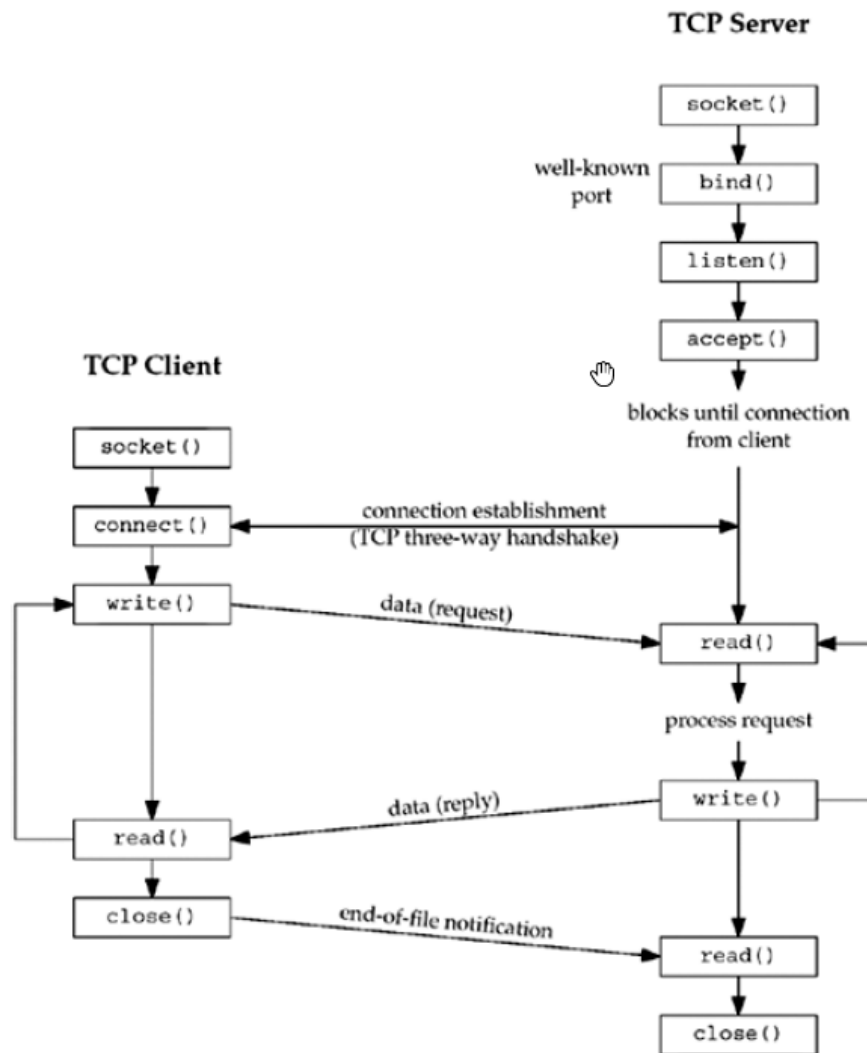 TCP Server
socket()
well-known
port
bind()
listen()
accept()
TCP Client
blocks until connection
from client
socket()
connect()
connection establishment
(TCP three-way handshake)
write()
data (request)
read()
process request
write()
data (reply)
read()
close()
end-of-file notification
read()
close()